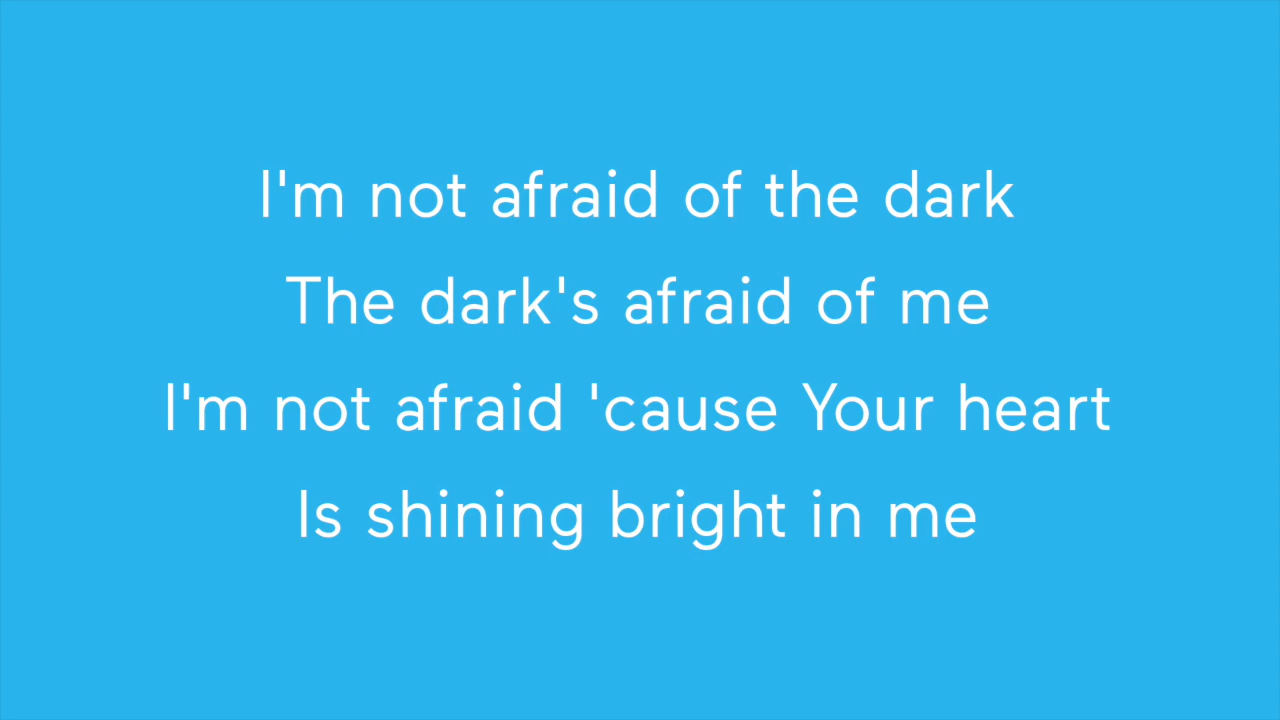 I'm not afraid of the dark
The dark's afraid of me
I'm not afraid 'cause Your heart
Is shining bright in me